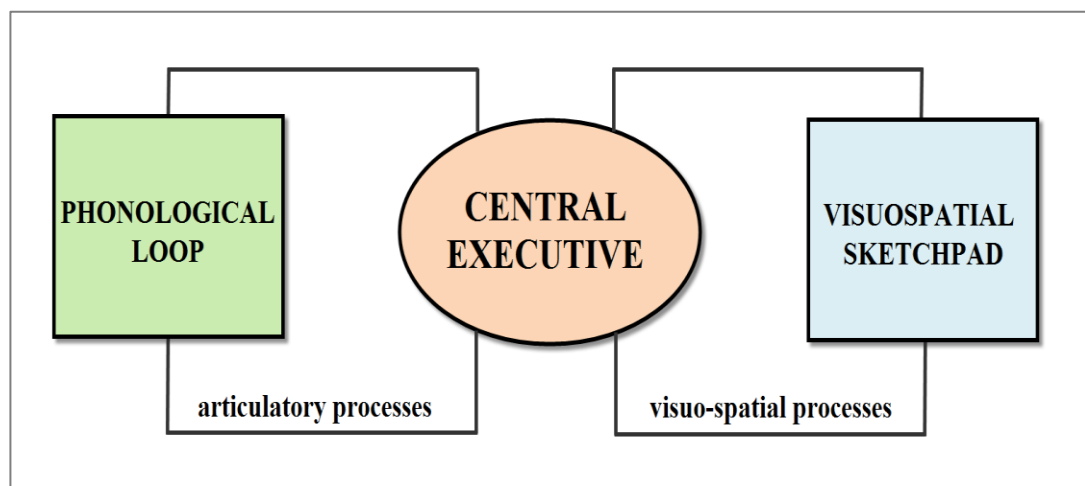 PHONOLOGICAL
LOOP
CENTRAL
EXECUTIVE
VISUOSPATIAL
SKETCHPAD
articulatory processes
visuo-spatial processes